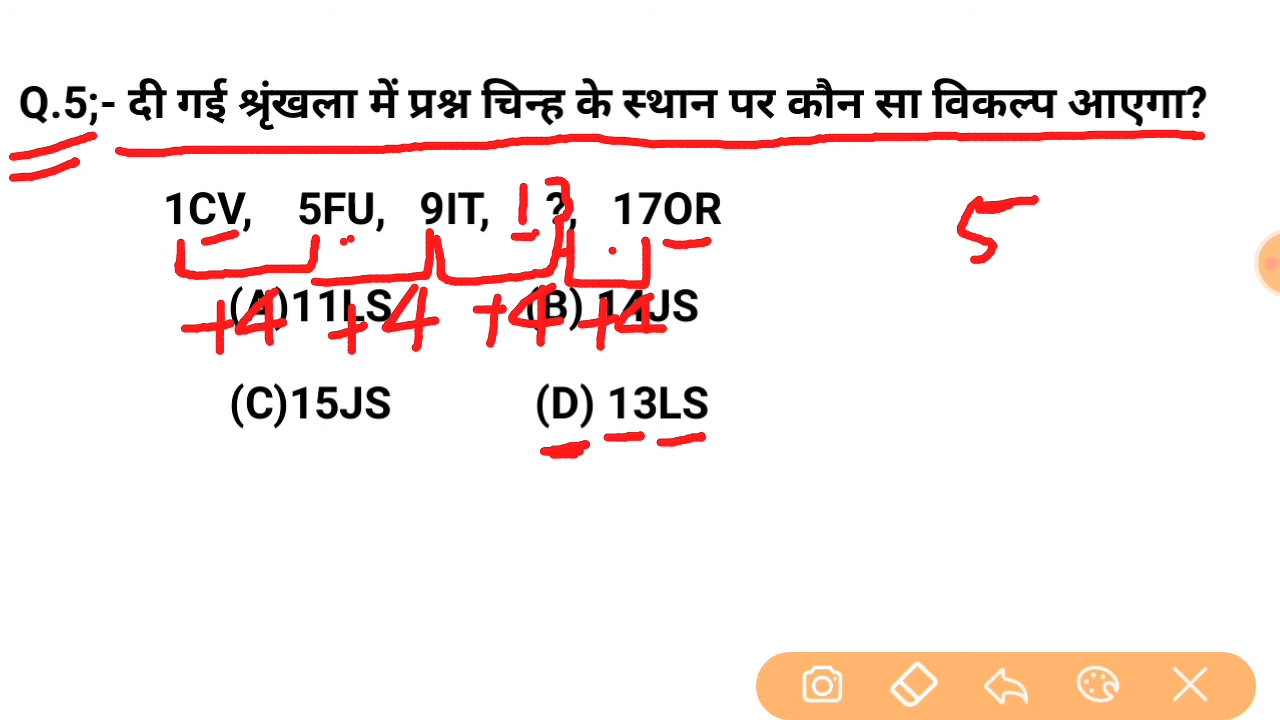 Q.5;- दी गई श्रृंखला में प्रश्न चिन्ह के स्थान पर कौन सा विकल्प आएगा?
1CV, 5FU, 9IT, 13 ?, 17OR 5
+4 +4 +4 +4
(A)11LS (B) 14JS
(C)15JS (D) 13LS